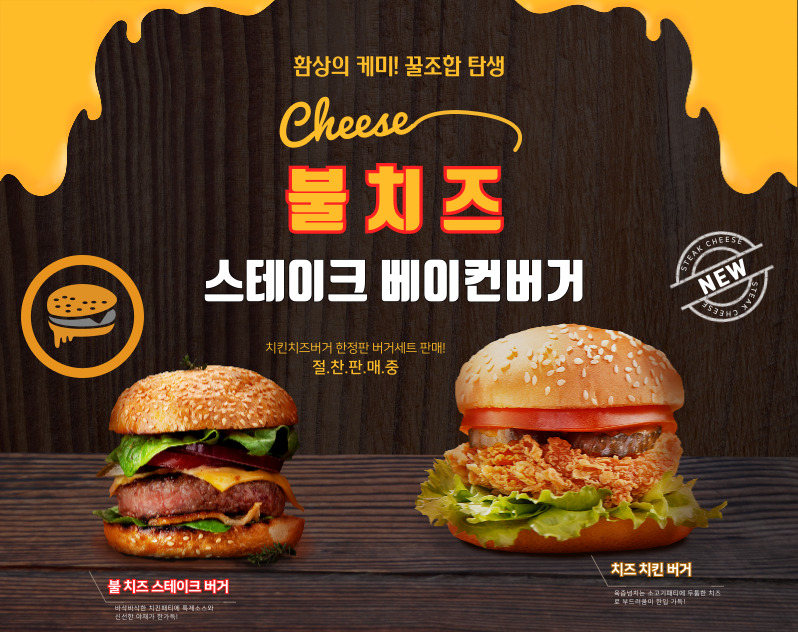 환상의 케미! 꿀조합 탄생
Cheese
불치즈
스테이크 베이컨버거
STEAK CHEESE
NEW
STEAK CHEESE
치킨치즈버거 한정판 버거세트 판매!
절.찬.판.매.중
불 치즈 스테이크 버거
바삭바삭한 치킨패티에 특제소스와
신선한 야채가 한가득!
치즈 치킨 버거
육즙넘치는 소고기패티에 두툼한 치즈
로 부드러움이 한입 가득!